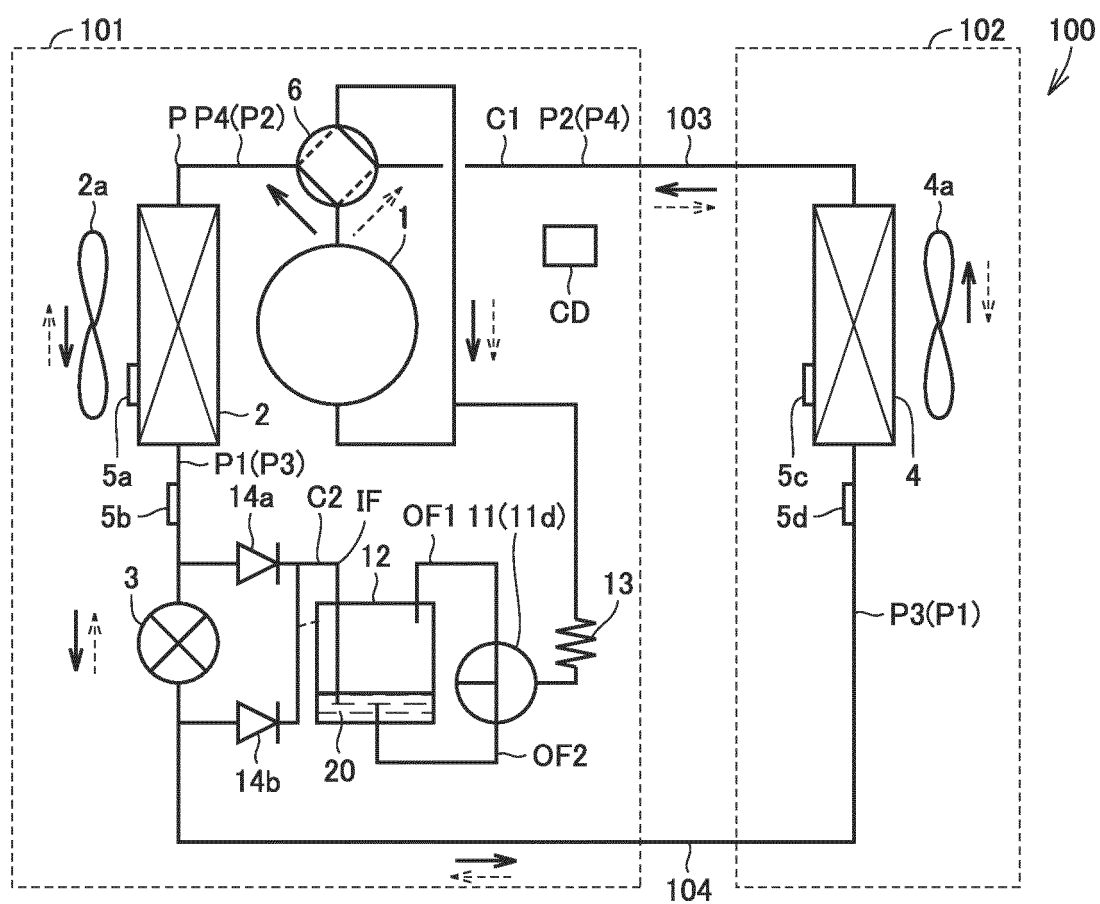 101
102
100
6
P P4(P2)
C1
P2(P4)
103
2a
4a
1
CD
2
5a
P1(P3)
5c
4
14a
C2
IF
5b
OF1 11(11d)
5d
12
3
13
P3(P1)
14b
20
OF2
104